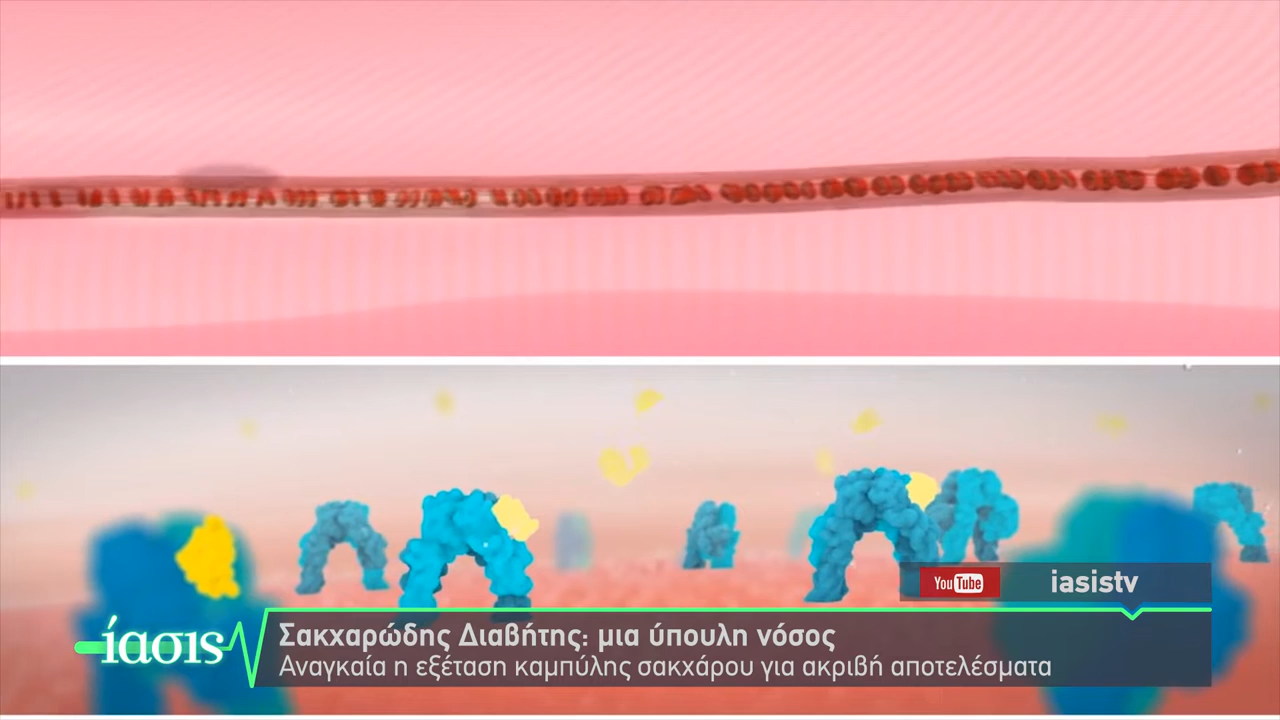 YouTube
iasistv
ίασις
Σακχαρώδης Διαβήτης: μια ύπουλη νόσος
Αναγκαία η εξέταση καμπύλης σακχάρου για ακριβή αποτελέσματα